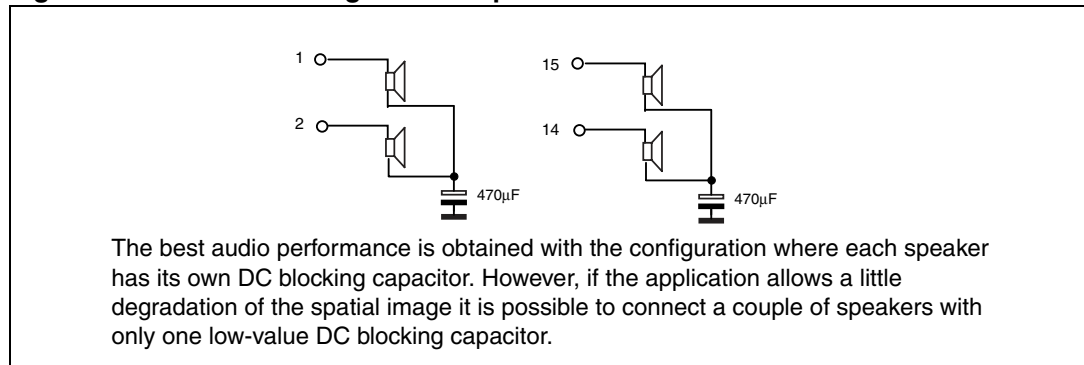 1
15
2
14
470µF
470µF
The best audio performance is obtained with the configuration where each speaker
has its own DC blocking capacitor. However, if the application allows a little
degradation of the spatial image it is possible to connect a couple of speakers with
only one low-value DC blocking capacitor.